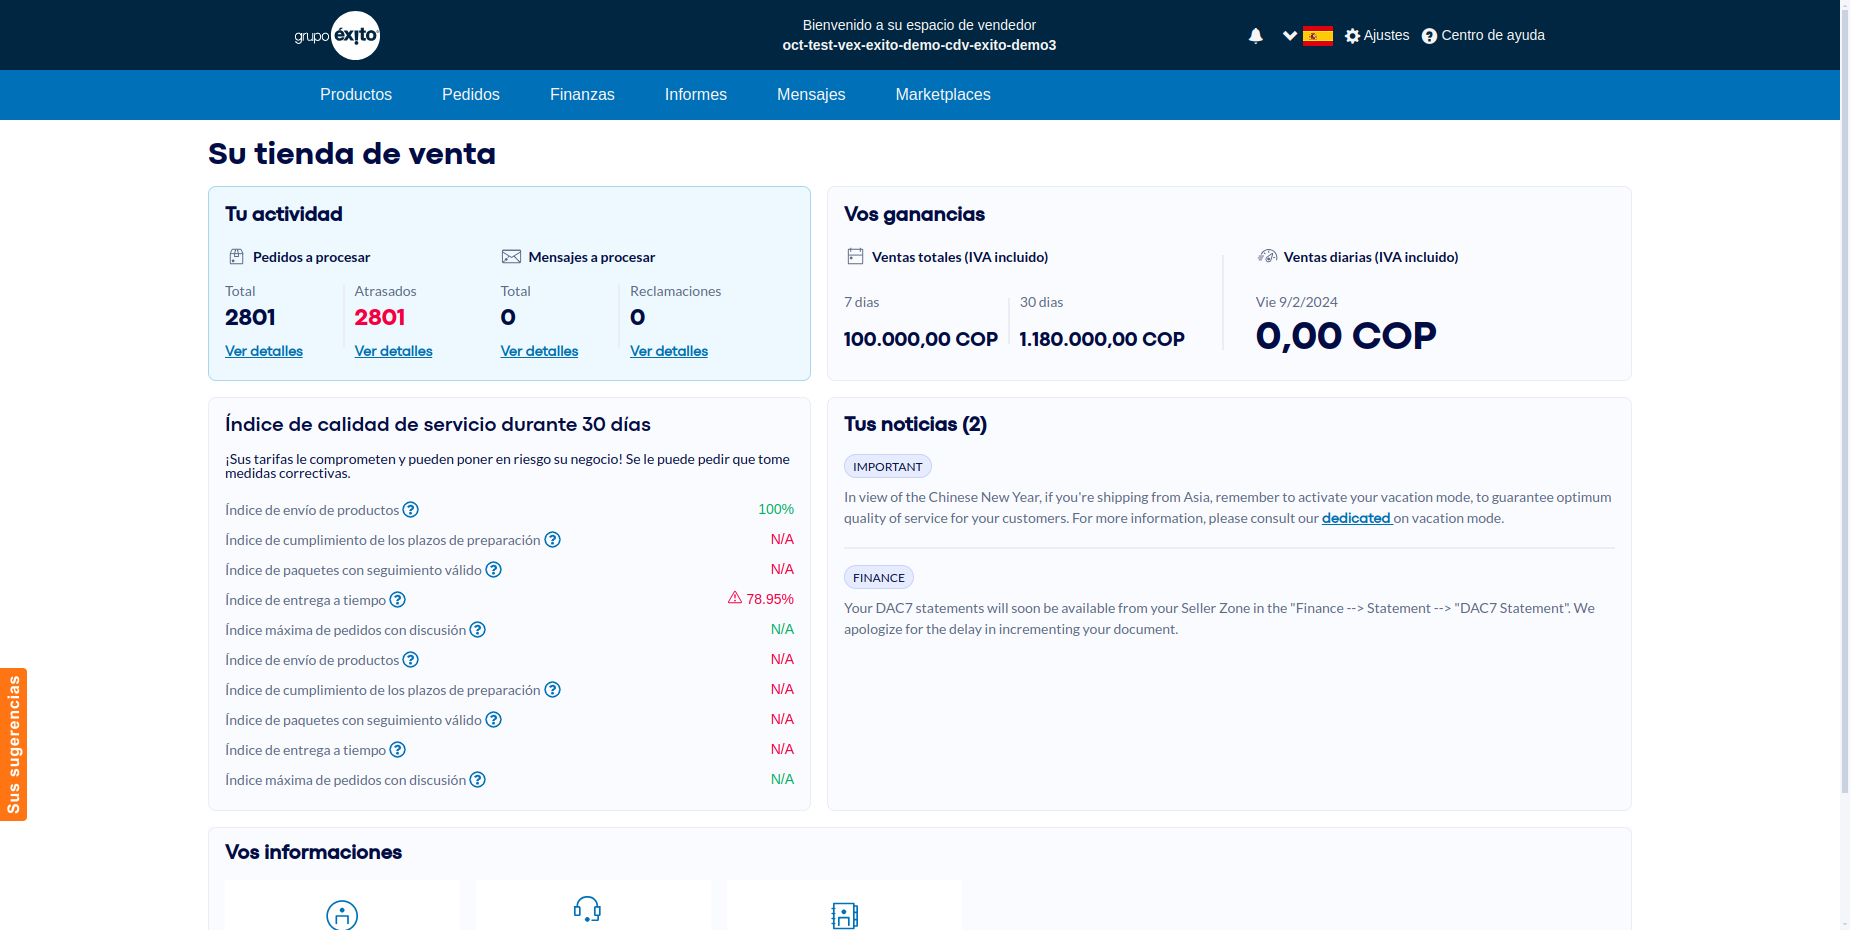 grupo éxito
Bienvenido a su espacio de vendedor
oct-test-vex-exito-demo-cdv-exito-demo3
Ajustes
Centro de ayuda
Productos
Pedidos
Finanzas
Informes
Mensajes
Marketplaces
Su tienda de venta
Tu actividad
Pedidos a procesar
Total
2801
Ver detalles
Atrasados
2801
Ver detalles
Mensajes a procesar
Total
0
Ver detalles
Reclamaciones
0
Ver detalles
Vos ganancias
Ventas totales (IVA incluido)
7 dias
100.000,00 COP
30 dias
1.180.000,00 COP
Ventas diarias (IVA incluido)
Vie 9/2/2024
0,00 COP
Índice de calidad de servicio durante 30 días
¡Sus tarifas le comprometen y pueden poner en riesgo su negocio! Se le puede pedir que tome
medidas correctivas.
Índice de envío de productos ? 100%
Índice de cumplimiento de los plazos de preparación ? N/A
Índice de paquetes con seguimiento válido ? N/A
Índice de entrega a tiempo ? 78.95%
Índice máxima de pedidos con discusión ? N/A
Índice de envío de productos ? N/A
Índice de cumplimiento de los plazos de preparación ? N/A
Índice de paquetes con seguimiento válido ? N/A
Índice de entrega a tiempo ? N/A
Índice máxima de pedidos con discusión ? N/A
Tus noticias (2)
IMPORTANT
In view of the Chinese New Year, if you're shipping from Asia, remember to activate your vacation mode, to guarantee optimum
quality of service for your customers. For more information, please consult our dedicated on vacation mode.
FINANCE
Your DAC7 statements will soon be available from your Seller Zone in the "Finance --> Statement --> "DAC7 Statement". We
apologize for the delay in incrementing your document.
Sus sugerencias
Vos informaciones